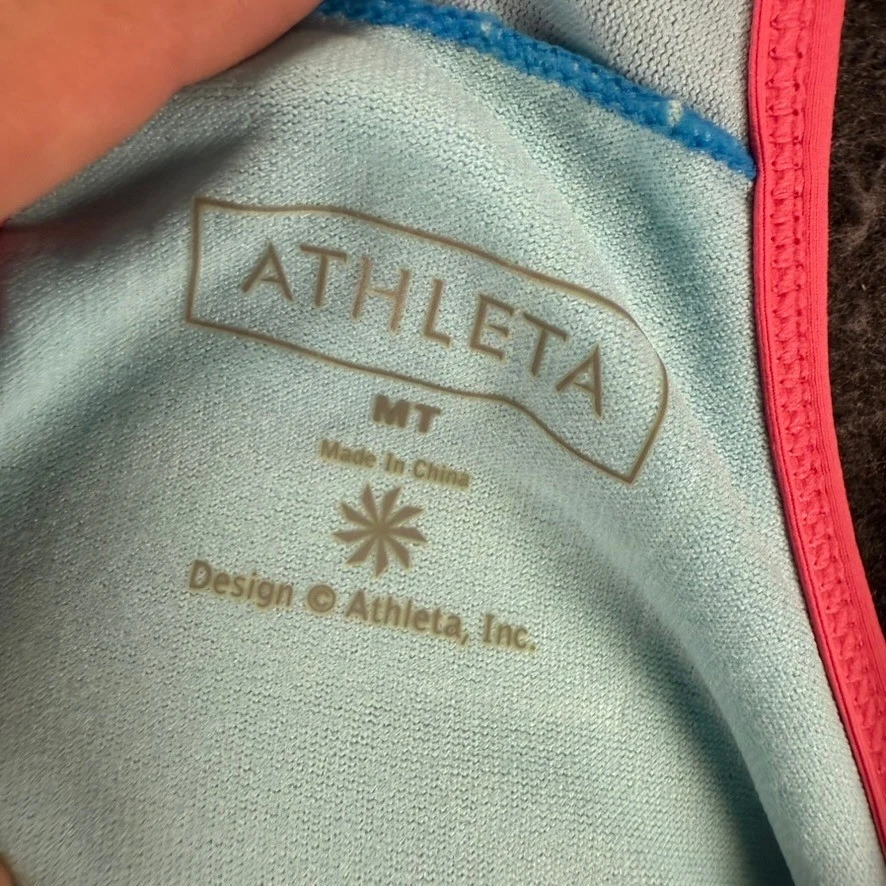 ATHLETA
MT
Made In China
Design © Athleta, Inc.